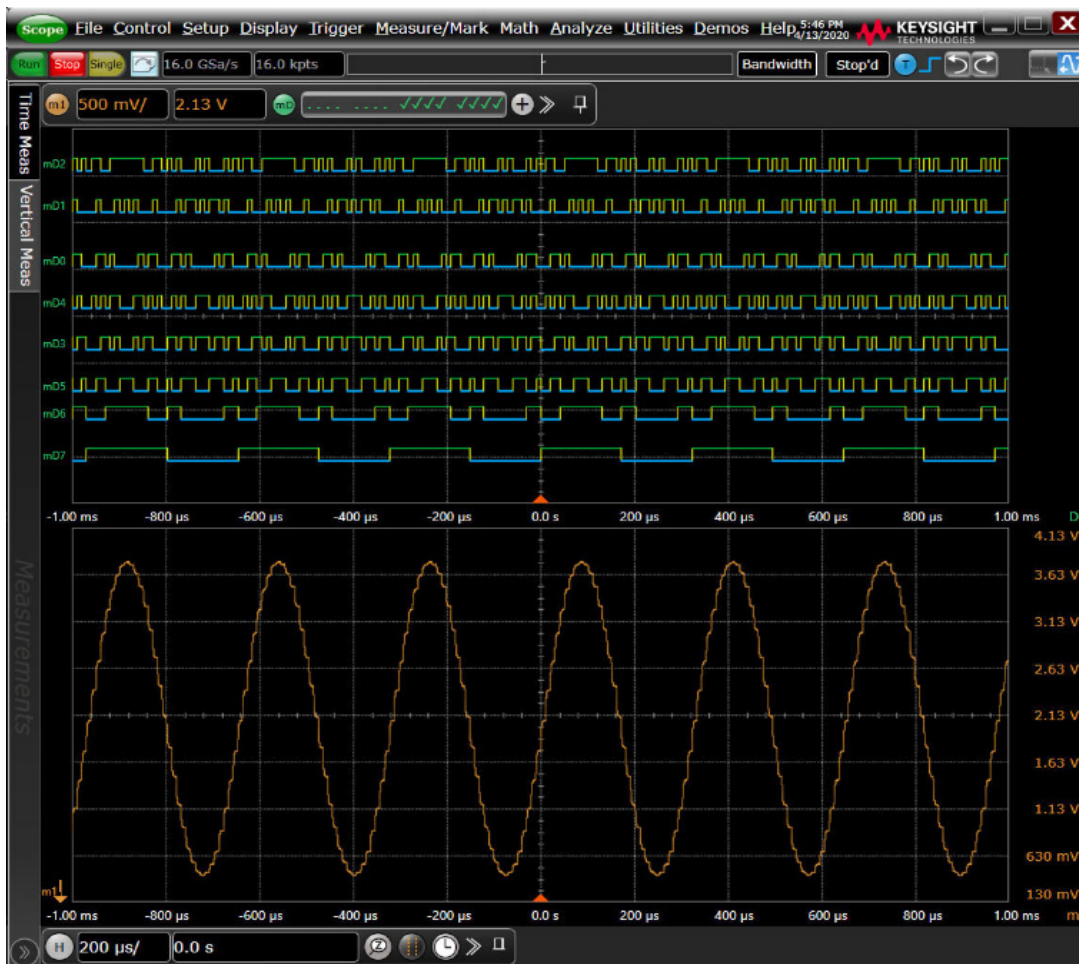 Scope File Control Setup Display Trigger Measure/Mark Math Analyze Utilities Demos Help 5:46 PM 4/13/2020 KEYSIGHT TECHNOLOGIES X
Run Stop Single 16.0 GSa/s 16.0 kpts Bandwidth Stop'd T
m1 500 mV/ 2.13 V mD
Time Meas
Vertical Meas
Measurements
mD2
mD1
mD0
mD4
mD3
mD5
mD6
mD7
-1.00 ms -800 µs -600 µs -400 µs -200 µs 0.0 s 200 µs 400 µs 600 µs 800 µs 1.00 ms D
4.13 V
3.63 V
3.13 V
2.63 V
2.13 V
1.63 V
1.13 V
630 mV
130 mV
m1
-1.00 ms -800 µs -600 µs -400 µs -200 µs 0.0 s 200 µs 400 µs 600 µs 800 µs 1.00 ms m
H 200 µs/ 0.0 s Z